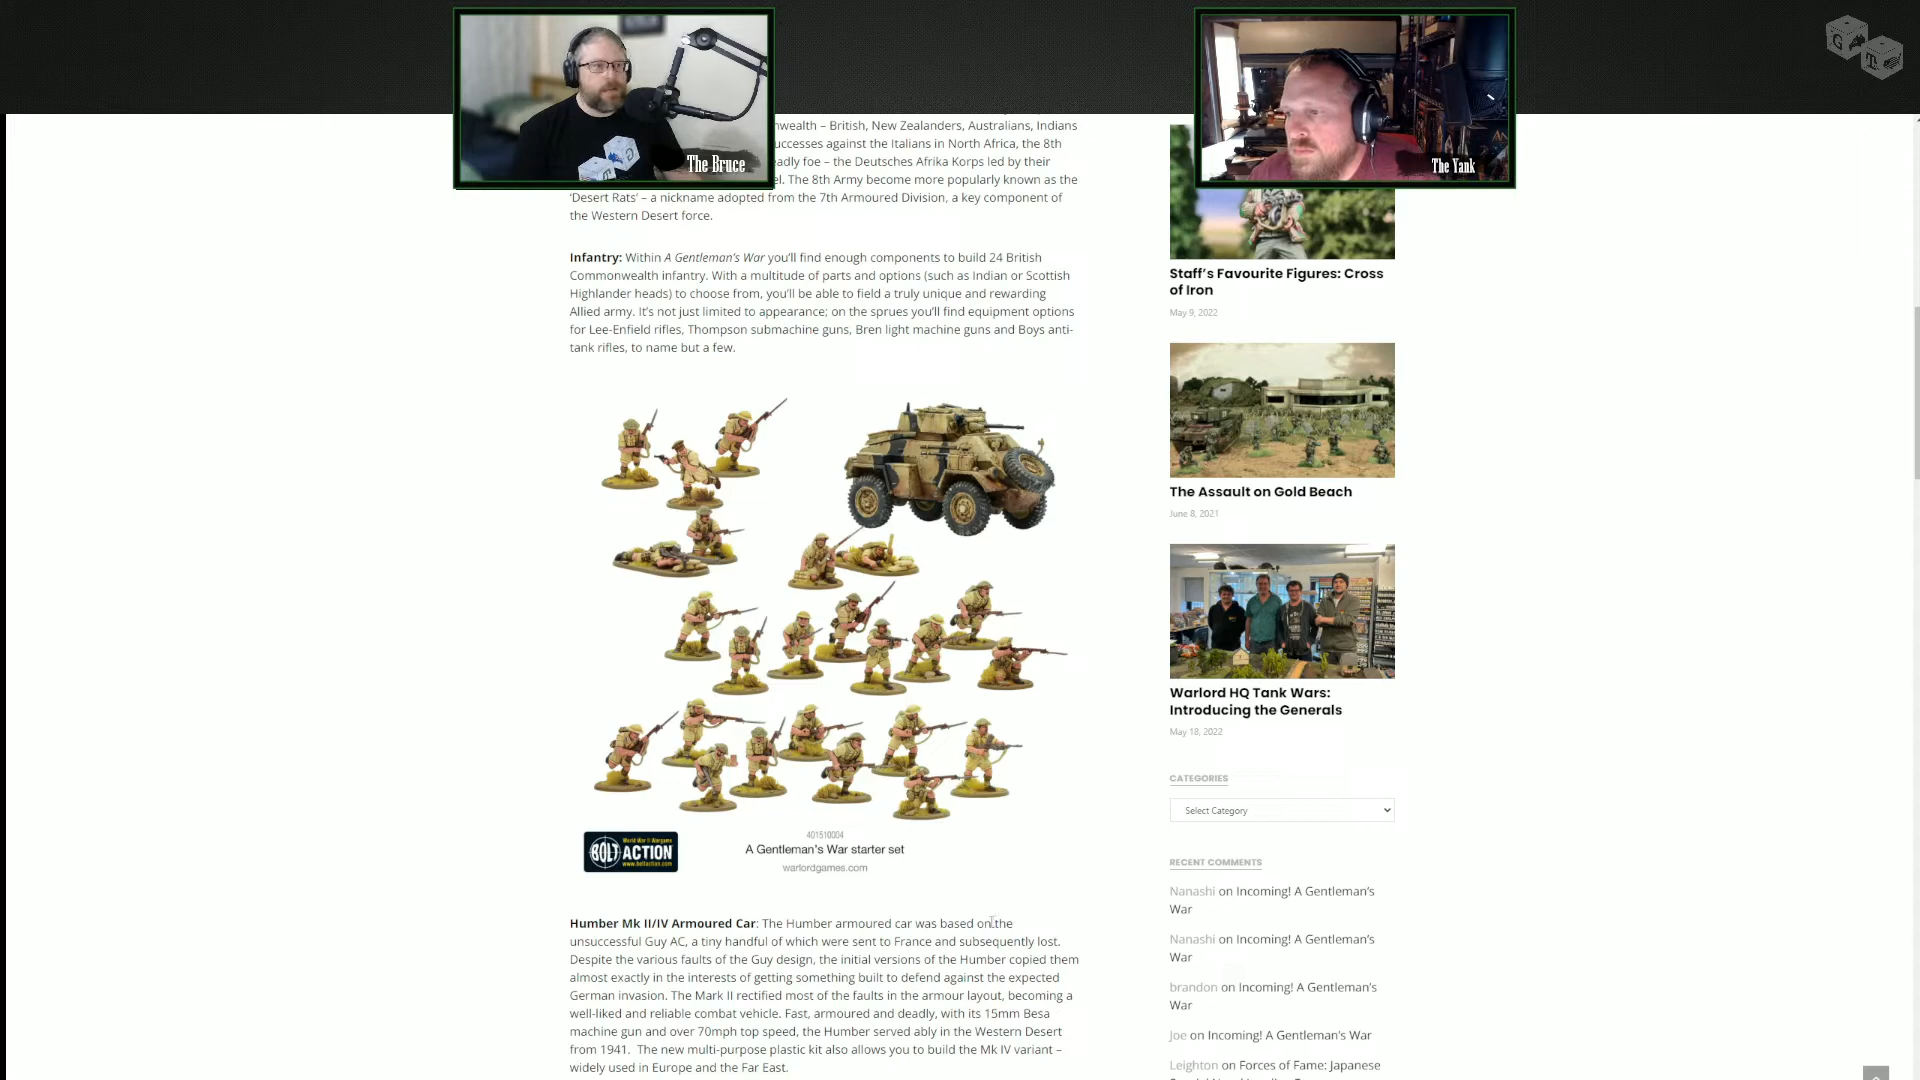 The Bruce
The Yank
G
T
wealth – British, New Zealanders, Australians, Indians
uccesses against the Italians in North Africa, the 8th
eadly foe – the Deutsches Afrika Korps led by their
el. The 8th Army become more popularly known as the
‘Desert Rats’ – a nickname adopted from the 7th Armoured Division, a key component of
the Western Desert force.
Infantry: Within A Gentleman’s War you’ll find enough components to build 24 British
Commonwealth infantry. With a multitude of parts and options (such as Indian or Scottish
Highlander heads) to choose from, you’ll be able to field a truly unique and rewarding
Allied army. It’s not just limited to appearance; on the sprues you’ll find equipment options
for Lee-Enfield rifles, Thompson submachine guns, Bren light machine guns and Boys anti-
tank rifles, to name but a few.
World War II Wargame
BOLT ACTION
www.boltaction.com
401510004
A Gentleman's War starter set
warlordgames.com
Humber Mk II/IV Armoured Car: The Humber armoured car was based on the
unsuccessful Guy AC, a tiny handful of which were sent to France and subsequently lost.
Despite the various faults of the Guy design, the initial versions of the Humber copied them
almost exactly in the interests of getting something built to defend against the expected
German invasion. The Mark II rectified most of the faults in the armour layout, becoming a
well-liked and reliable combat vehicle. Fast, armoured and deadly, with its 15mm Besa
machine gun and over 70mph top speed, the Humber served ably in the Western Desert
from 1941. The new multi-purpose plastic kit also allows you to build the Mk IV variant –
widely used in Europe and the Far East.
Staff’s Favourite Figures: Cross
of Iron
May 9, 2022
The Assault on Gold Beach
June 8, 2021
Warlord HQ Tank Wars:
Introducing the Generals
May 18, 2022
CATEGORIES
Select Category
RECENT COMMENTS
Nanashi on Incoming! A Gentleman’s
War
Nanashi on Incoming! A Gentleman’s
War
brandon on Incoming! A Gentleman’s
War
Joe on Incoming! A Gentleman’s War
Leighton on Forces of Fame: Japanese